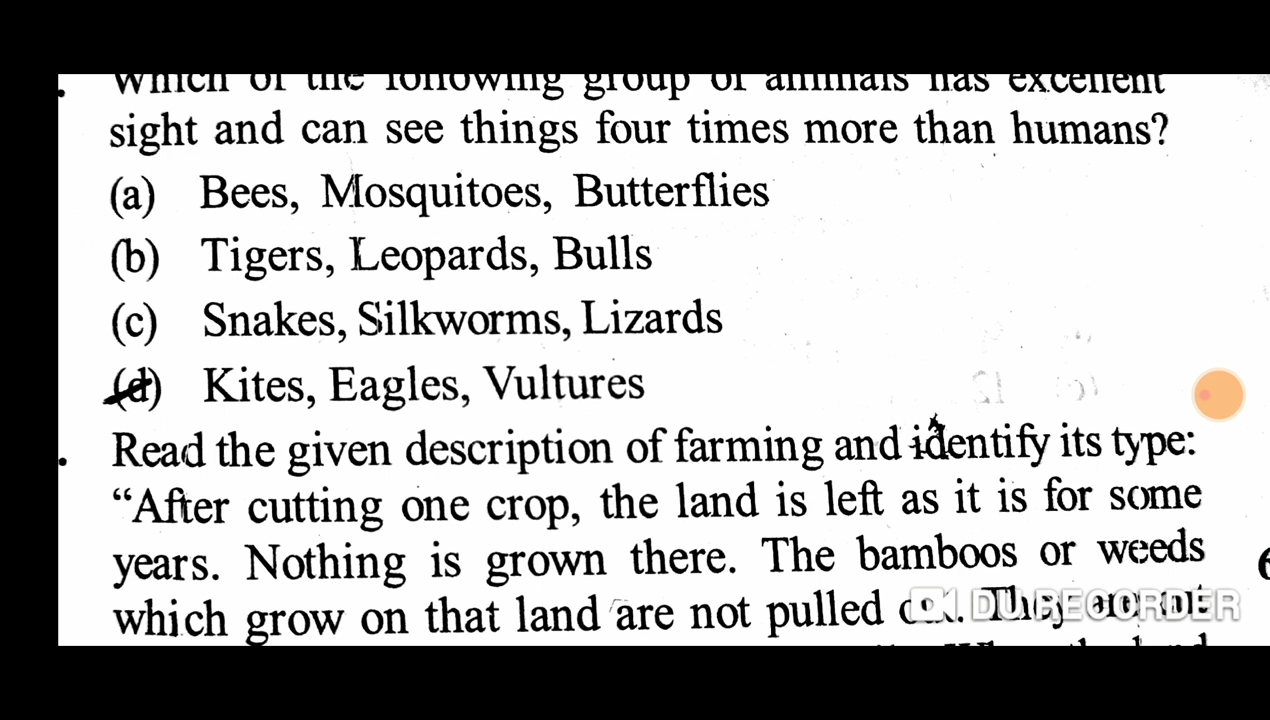 Which of the following group of animals has excellent
sight and can see things four times more than humans?
(a) Bees, Mosquitoes, Butterflies
(b) Tigers, Leopards, Bulls
(c) Snakes, Silkworms, Lizards
(d) Kites, Eagles, Vultures
. Read the given description of farming and identify its type:
“After cutting one crop, the land is left as it is for some
years. Nothing is grown there. The bamboos or weeds
which grow on that land are not pulled They are
DU RECORDER